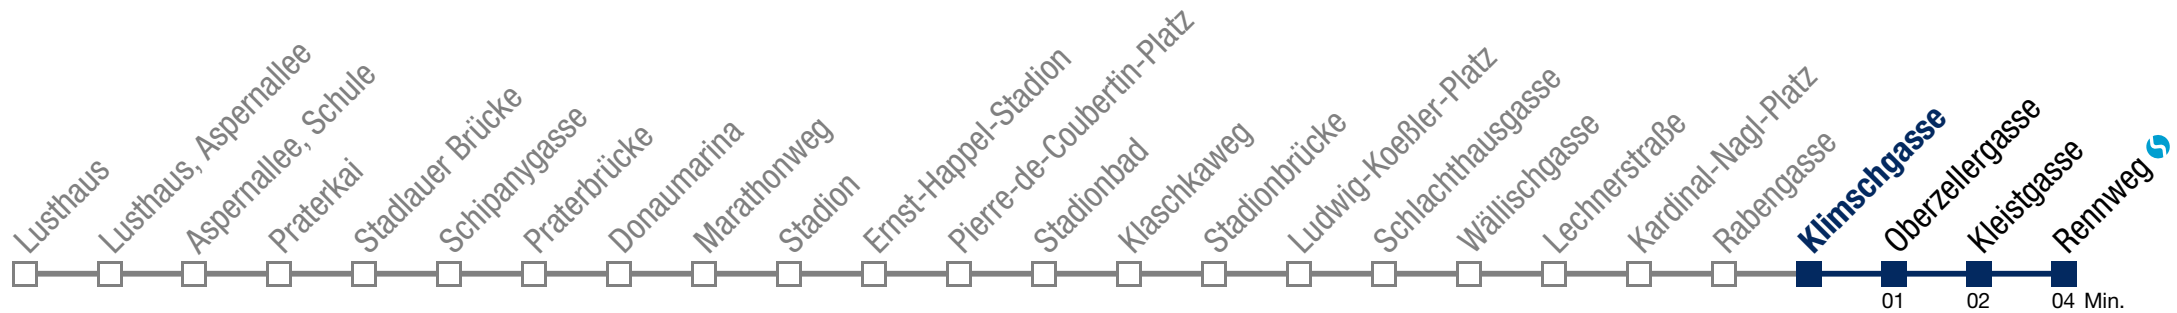 Lusthaus
Lusthaus, Aspernallee
Aspernallee, Schule
Praterkai
Stadlauer Brücke
Schipanygasse
Praterbrücke
Donaumarina
Marathonweg
Stadion
Ernst-Happel-Stadion
Pierre-de-Coubertin-Platz
Stadionbad
Klaschkaweg
Stadionbrücke
Ludwig-Koeßler-Platz
Schlachthausgasse
Wällischgasse
Lechnerstraße
Kardinal-Nagl-Platz
Rabengasse
Klimschgasse
Oberzellergasse
Kleistgasse
Rennweg
01 02 04 Min.